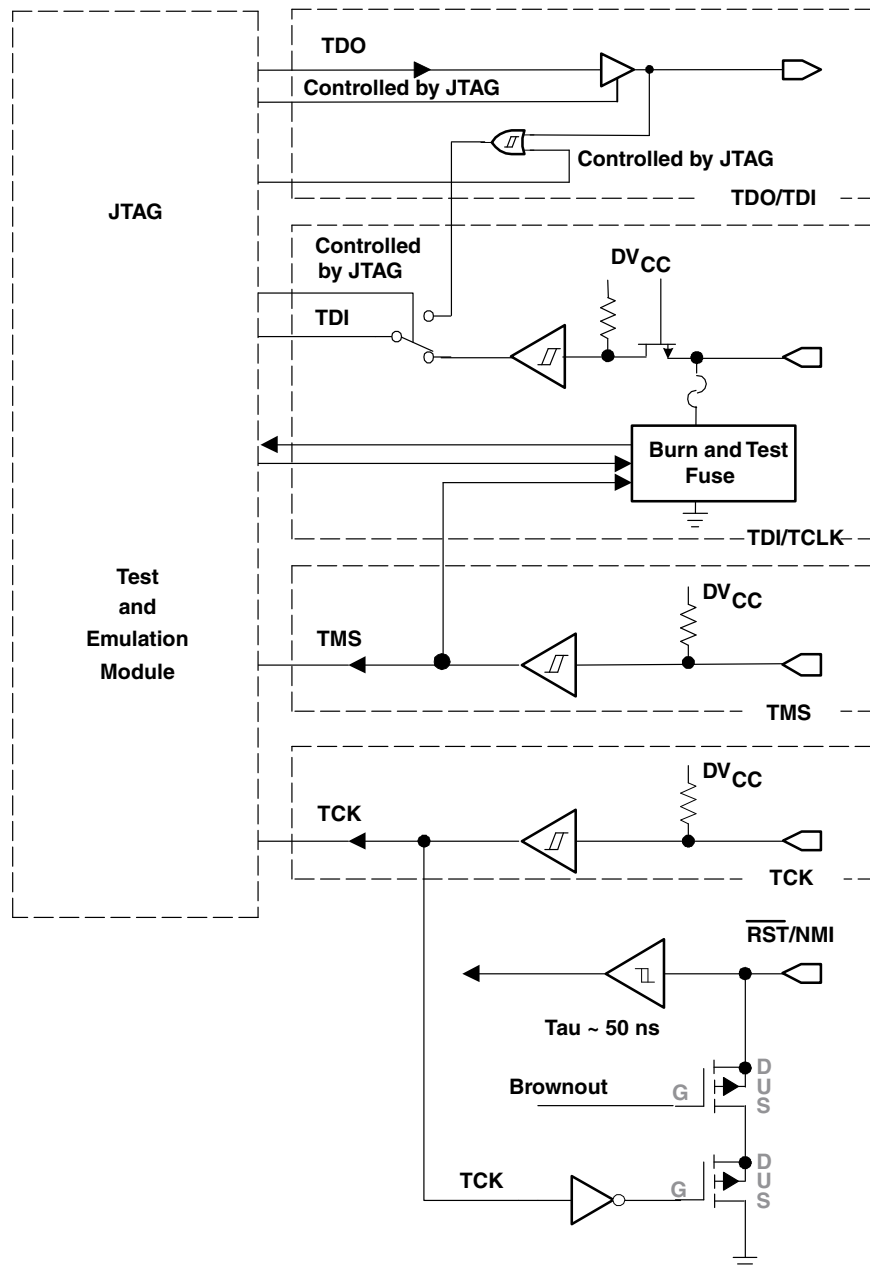 TDO
Controlled by JTAG
Controlled by JTAG
TDO/TDI
JTAG
Controlled
by JTAG
TDI
DVCC
Burn and Test
Fuse
TDI/TCLK
Test
and
Emulation
Module
DVCC
TMS
TMS
DVCC
TCK
TCK
RST/NMI
Tau ~ 50 ns
Brownout
G
D
U
S
TCK
G
D
U
S